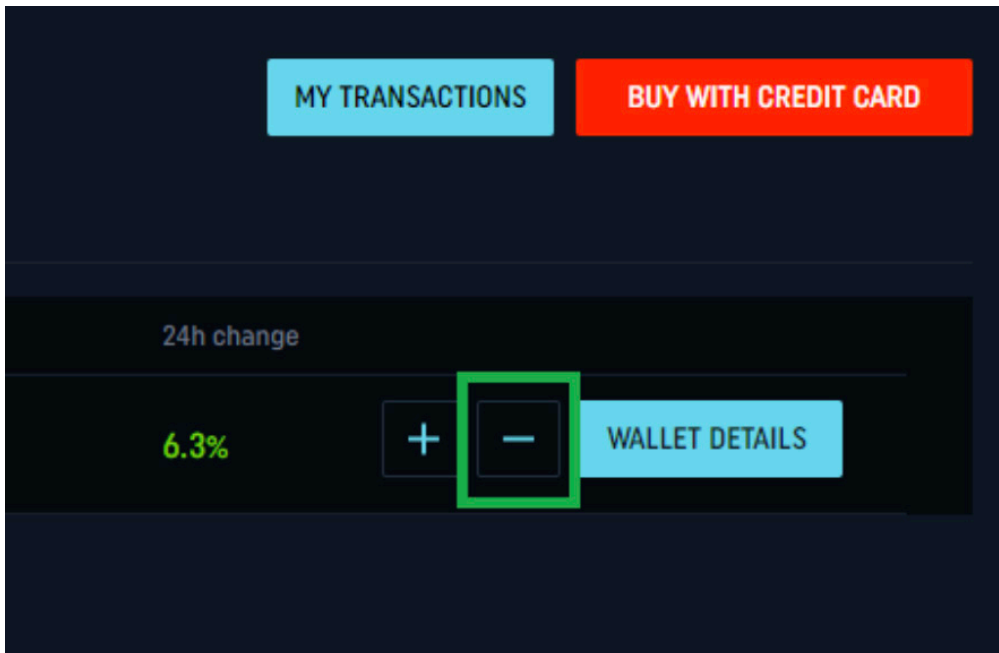 MY TRANSACTIONS
BUY WITH CREDIT CARD
24h change
6.3%
+
−
WALLET DETAILS